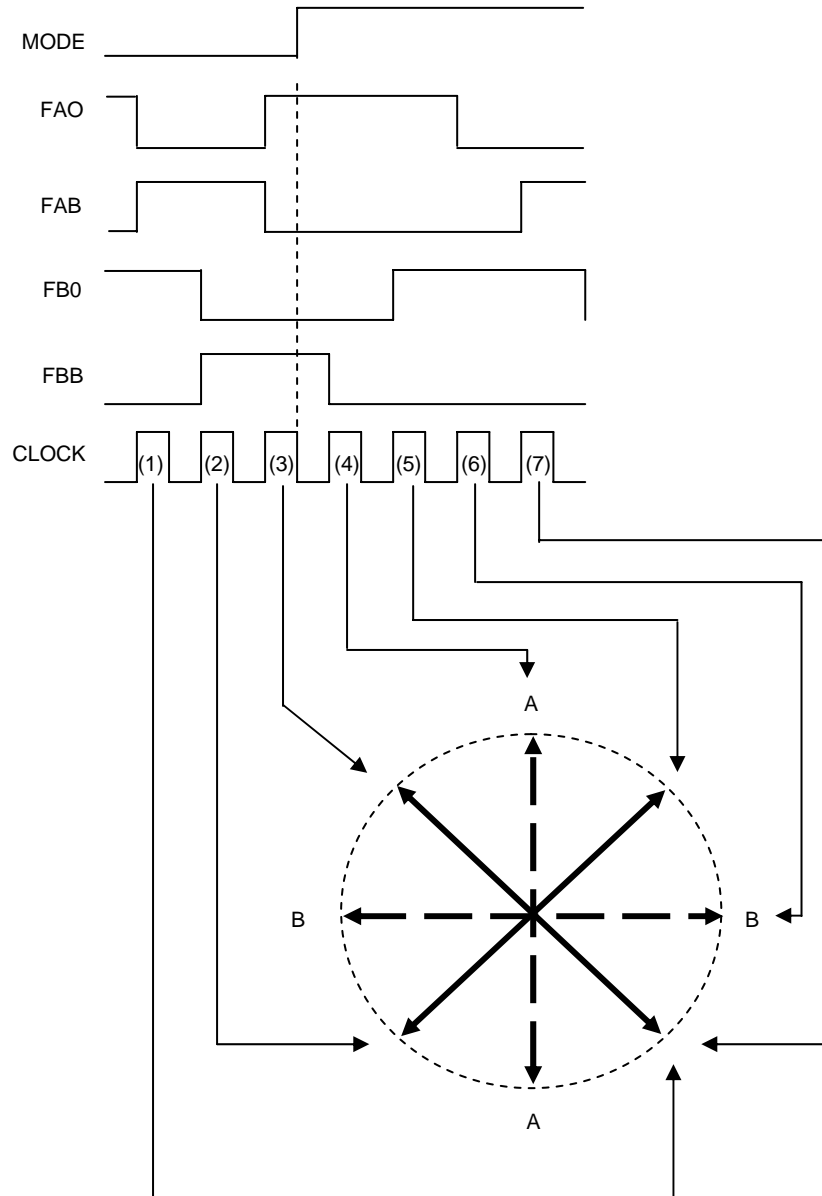 MODE
FAO
FAB
FB0
FBB
CLOCK
(1) (2) (3) (4) (5) (6) (7)
A
B B
A